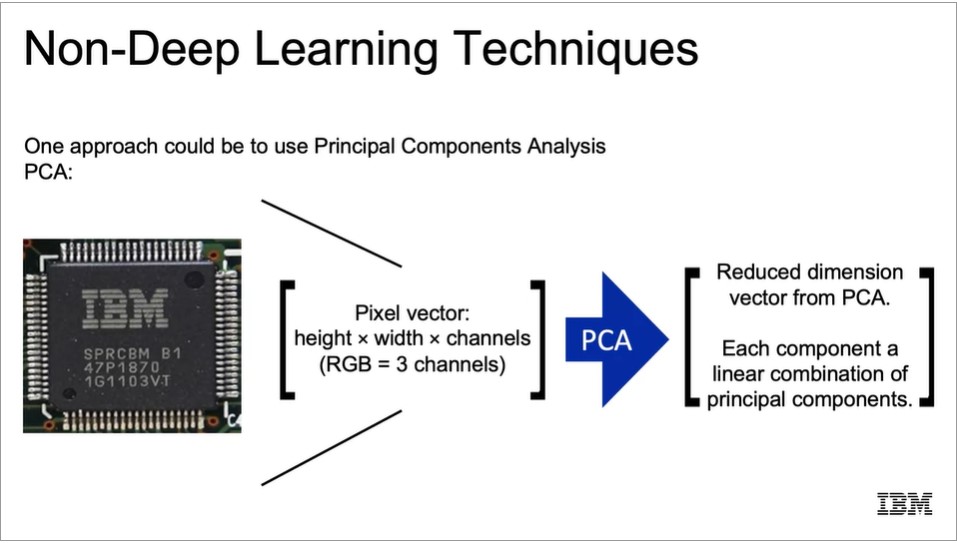 Non-Deep Learning Techniques
One approach could be to use Principal Components Analysis
PCA:
IBM
SPRCBM B1
47P1870
1G1103VT
C
Pixel vector:
height × width × channels
(RGB = 3 channels)
PCA
Reduced dimension
vector from PCA.
Each component a
linear combination of
principal components.
IBM